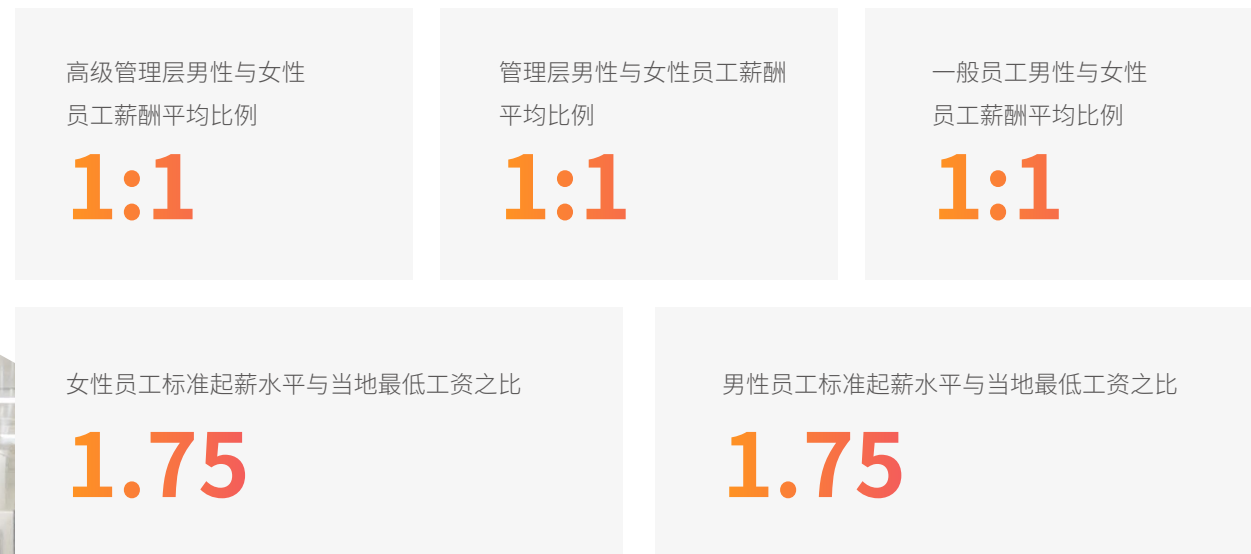 高级管理层男性与女性
员工薪酬平均比例
1:1
管理层男性与女性员工薪酬
平均比例
1:1
一般员工男性与女性
员工薪酬平均比例
1:1
女性员工标准起薪水平与当地最低工资之比
1.75
男性员工标准起薪水平与当地最低工资之比
1.75